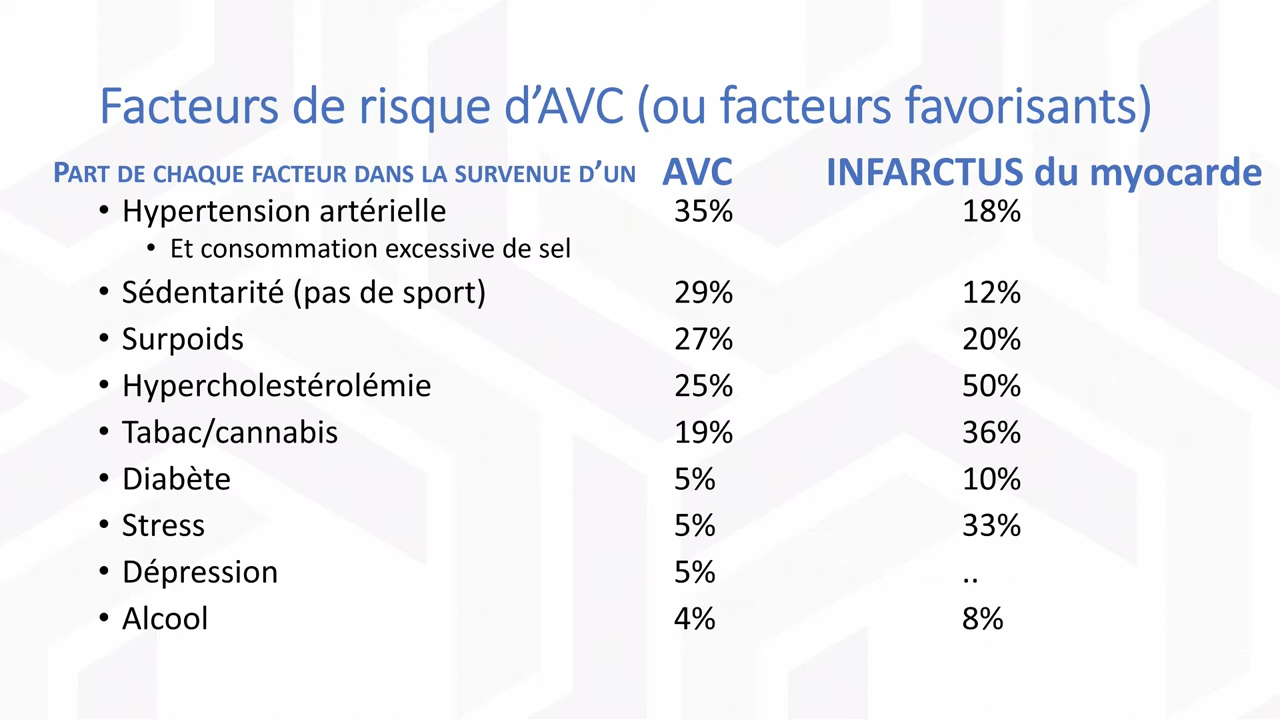 Facteurs de risque d’AVC (ou facteurs favorisants)
PART DE CHAQUE FACTEUR DANS LA SURVENUE D’UN AVC INFARCTUS du myocarde
• Hypertension artérielle 35% 18%
• Et consommation excessive de sel
• Sédentarité (pas de sport) 29% 12%
• Surpoids 27% 20%
• Hypercholestérolémie 25% 50%
• Tabac/cannabis 19% 36%
• Diabète 5% 10%
• Stress 5% 33%
• Dépression 5% ..
• Alcool 4% 8%